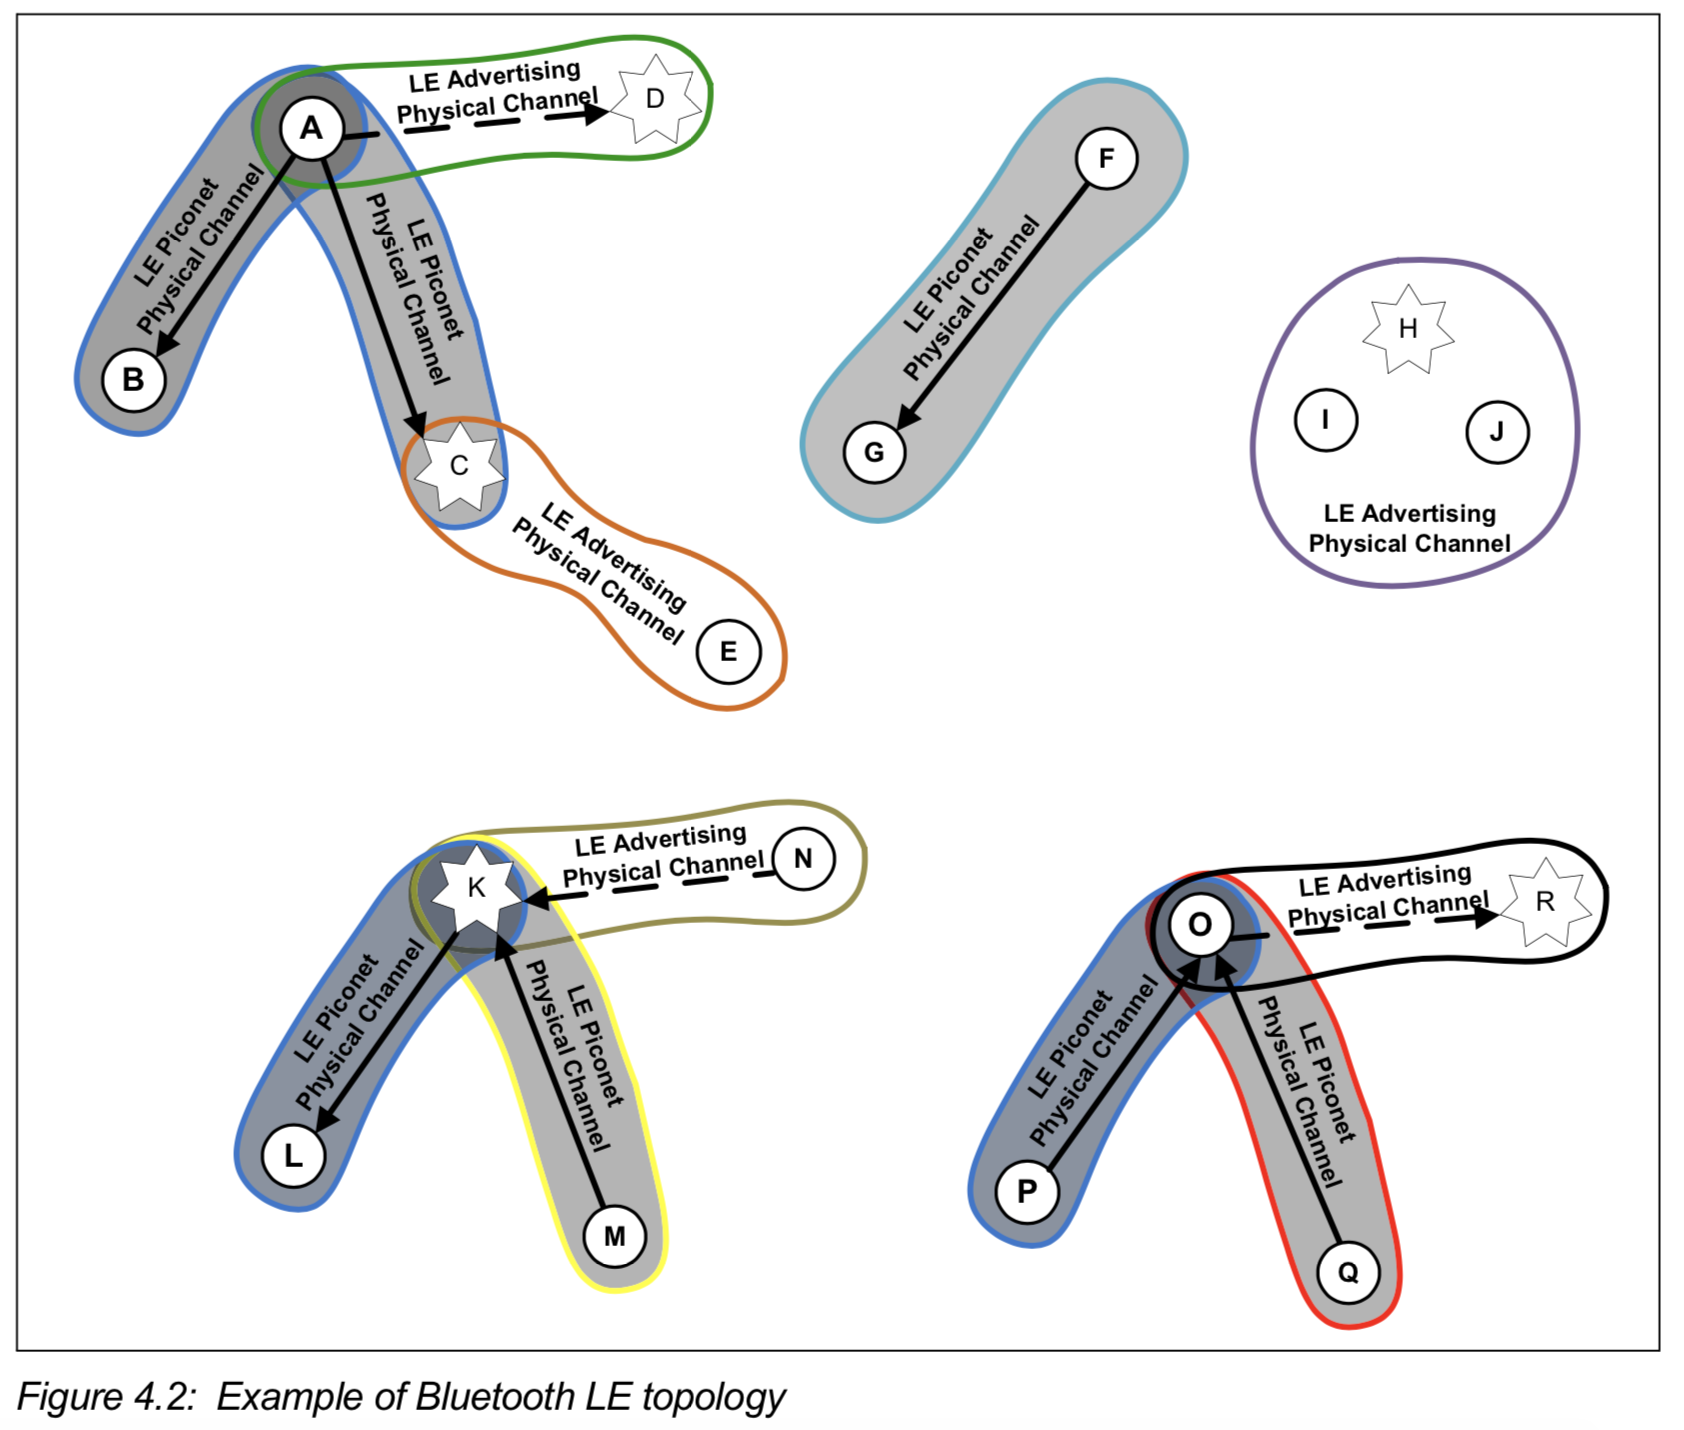 LE Advertising
Physical Channel
A
D
LE Piconet
Physical Channel
LE Piconet
Physical Channel
B
C
LE Advertising
Physical Channel
E
F
LE Piconet
Physical Channel
G
H
I
J
LE Advertising
Physical Channel
LE Advertising
Physical Channel
K
N
LE Piconet
Physical Channel
LE Piconet
Physical Channel
L
M
LE Advertising
Physical Channel
O
R
LE Piconet
Physical Channel
LE Piconet
Physical Channel
P
Q
Figure 4.2: Example of Bluetooth LE topology